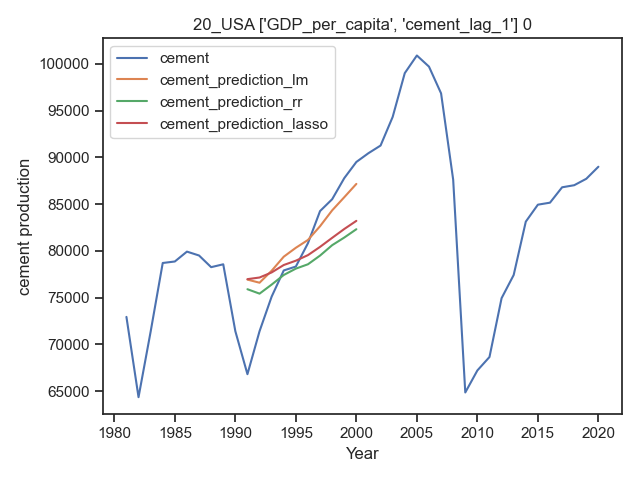 20_USA ['GDP_per_capita', 'cement_lag_1'] 0
cement
cement_prediction_lm
cement_prediction_rr
cement_prediction_lasso
cement production
100000
95000
90000
85000
80000
75000
70000
65000
1980 1985 1990 1995 2000 2005 2010 2015 2020
Year